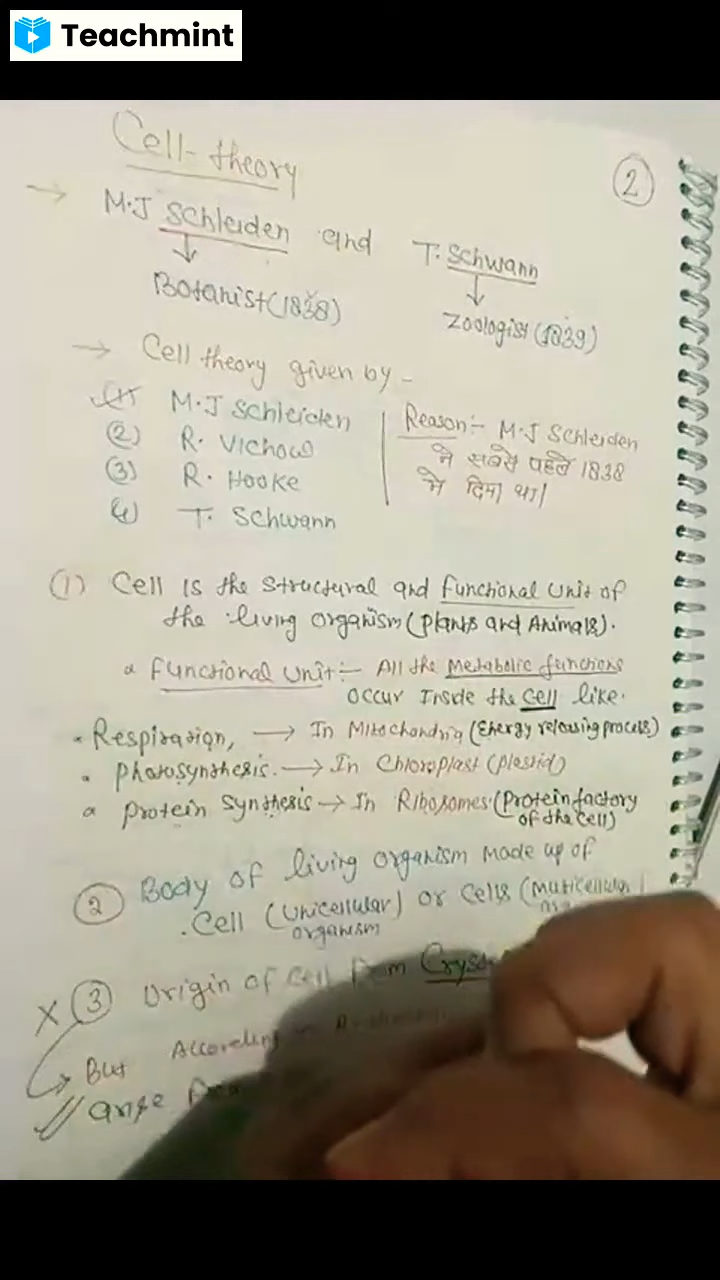 Teachmint
Cell-theory
2
→ M.J Schleiden and T. Schwann
Botanist (1838)
Zoologist (1839)
→ Cell theory given by -
(1) M.J Schleiden
(2) R. Vichow
(3) R. Hooke
(4) T. Schwann
Reason:- M.J Schleiden
ने सबसे पहले 1838
मे दिया था।
(1) Cell is the structural and functional unit of
the living organism (plants and Animals).
Functional Unit:- All the Metabolic functions
occur Inside the cell like.
• Respiration, → In Mitochondria (Energy releasing process)
• Photosynthesis. → In Chloroplast (plastid)
• Protein synthesis → In Ribosomes (Protein factory
of the cell)
2 Body of living organism made up of
Cell (Unicellular) or cells (Muticellular
organism
X 3 Origin of Cell from
But According
arise